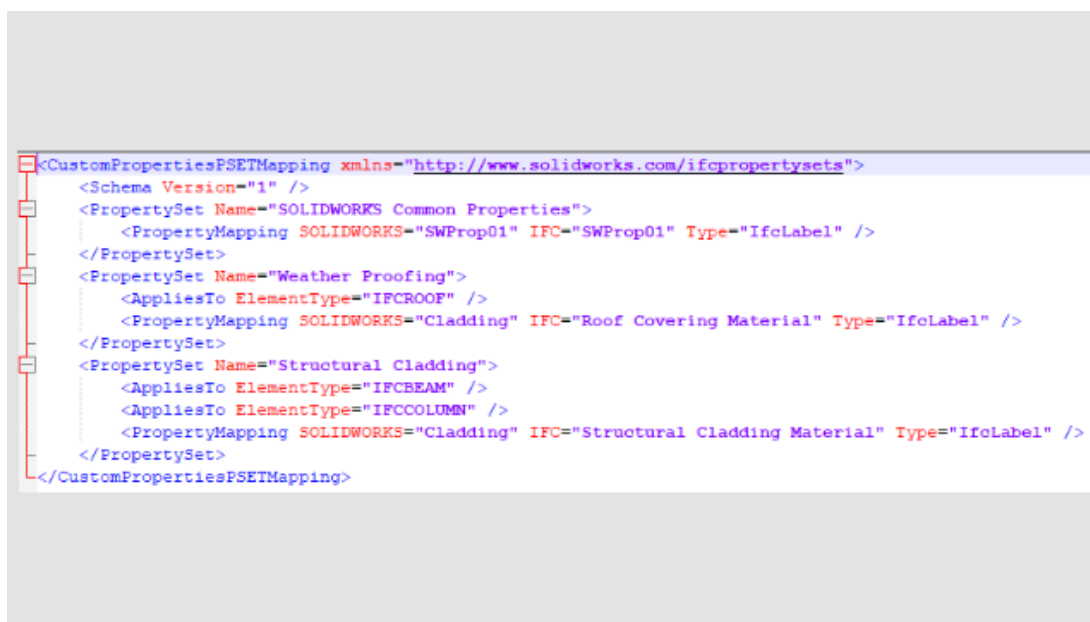 <CustomPropertiesPSETMapping xmlns="http://www.solidworks.com/ifcpropertysets">
<Schema Version="1" />
<PropertySet Name="SOLIDWORKS Common Properties">
<PropertyMapping SOLIDWORKS="SWProp01" IFC="SWProp01" Type="IfcLabel" />
</PropertySet>
<PropertySet Name="Weather Proofing">
<AppliesTo ElementType="IFCROOF" />
<PropertyMapping SOLIDWORKS="Cladding" IFC="Roof Covering Material" Type="IfcLabel" />
</PropertySet>
<PropertySet Name="Structural Cladding">
<AppliesTo ElementType="IFCBEAM" />
<AppliesTo ElementType="IFCCOLUMN" />
<PropertyMapping SOLIDWORKS="Cladding" IFC="Structural Cladding Material" Type="IfcLabel" />
</PropertySet>
</CustomPropertiesPSETMapping>